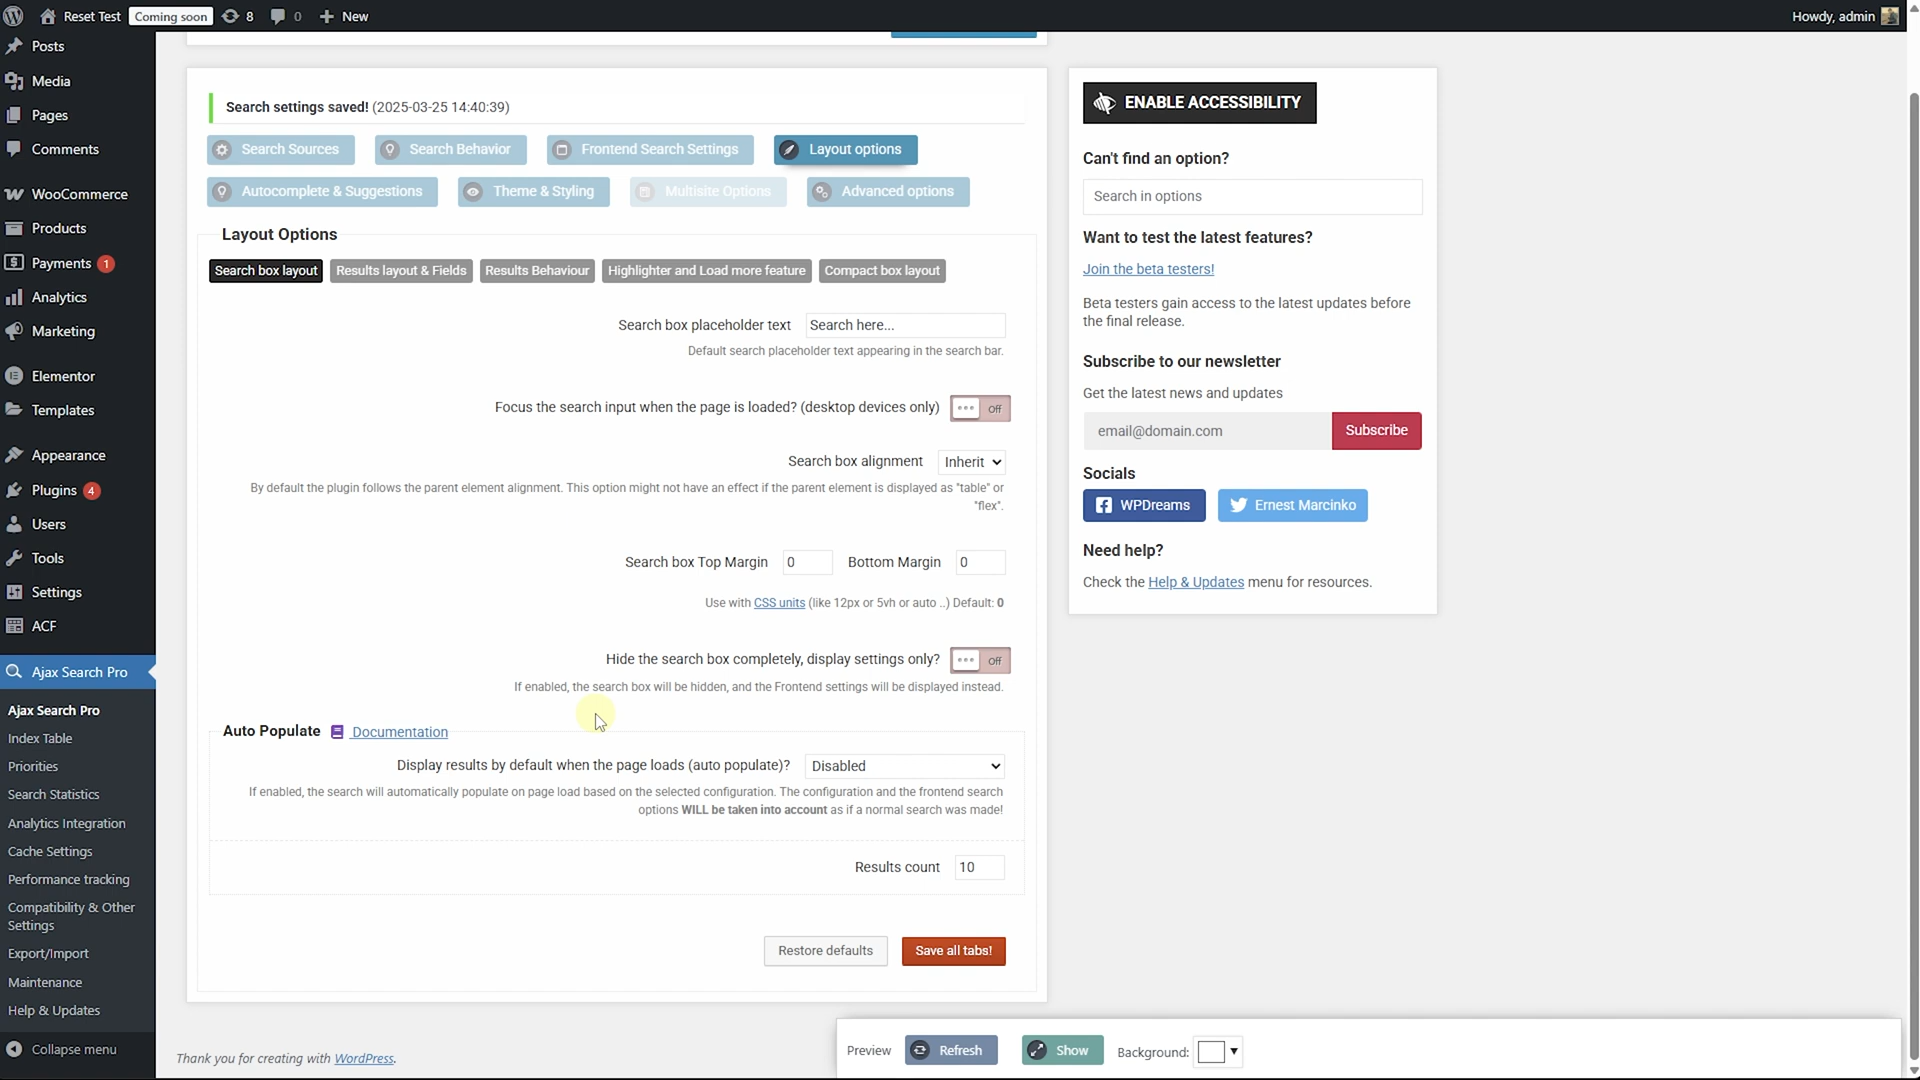 Reset Test
Coming soon
8
0
New
Howdy, admin
Posts
Media
Pages
Comments
WooCommerce
Products
Payments 1
Analytics
Marketing
Elementor
Templates
Appearance
Plugins 4
Users
Tools
Settings
ACF
Ajax Search Pro
Ajax Search Pro
Index Table
Priorities
Search Statistics
Analytics Integration
Cache Settings
Performance tracking
Compatibility & Other
Settings
Export/Import
Maintenance
Help & Updates
Collapse menu
Search settings saved! (2025-03-25 14:40:39)
Search Sources
Search Behavior
Frontend Search Settings
Layout options
Autocomplete & Suggestions
Theme & Styling
Multisite Options
Advanced options
Layout Options
Search box layout
Results layout & Fields
Results Behaviour
Highlighter and Load more feature
Compact box layout
Search box placeholder text Search here...
Default search placeholder text appearing in the search bar.
Focus the search input when the page is loaded? (desktop devices only) Off
Search box alignment Inherit
By default the plugin follows the parent element alignment. This option might not have an effect if the parent element is displayed as "table" or
"flex".
Search box Top Margin 0 Bottom Margin 0
Use with CSS units (like 12px or 5vh or auto ..) Default: 0
Hide the search box completely, display settings only? Off
If enabled, the search box will be hidden, and the Frontend settings will be displayed instead.
Auto Populate Documentation
Display results by default when the page loads (auto populate)? Disabled
If enabled, the search will automatically populate on page load based on the selected configuration. The configuration and the frontend search
options WILL be taken into account as if a normal search was made!
Results count 10
Restore defaults
Save all tabs!
Thank you for creating with WordPress.
ENABLE ACCESSIBILITY
Can't find an option?
Search in options
Want to test the latest features?
Join the beta testers!
Beta testers gain access to the latest updates before
the final release.
Subscribe to our newsletter
Get the latest news and updates
email@domain.com
Subscribe
Socials
WPDreams
Ernest Marcinko
Need help?
Check the Help & Updates menu for resources.
Preview
Refresh
Show
Background: